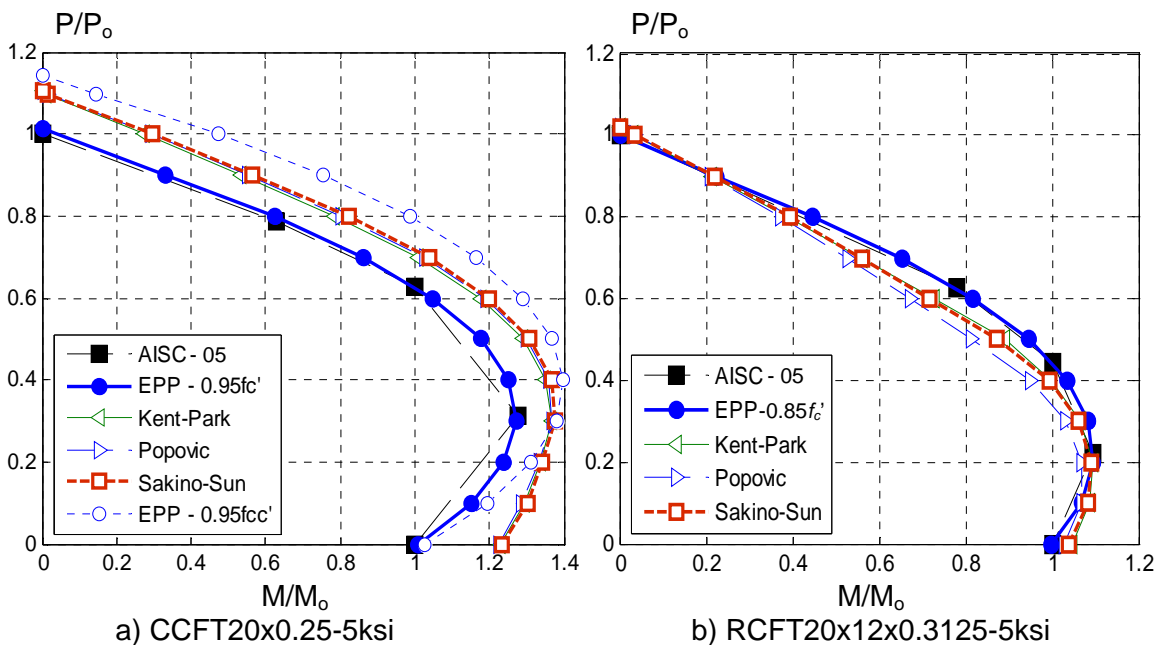 P/Po
1.2
1
0.8
0.6
0.4
0.2
0
0 0.2 0.4 0.6 0.8 1 1.2 1.4
AISC - 05
EPP - 0.95fc'
Kent-Park
Popovic
Sakino-Sun
EPP - 0.95fcc'
M/Mo
a) CCFT20x0.25-5ksi
P/Po
1.2
1
0.8
0.6
0.4
0.2
0
0 0.2 0.4 0.6 0.8 1 1.2
AISC - 05
EPP-0.85fc'
Kent-Park
Popovic
Sakino-Sun
M/Mo
b) RCFT20x12x0.3125-5ksi